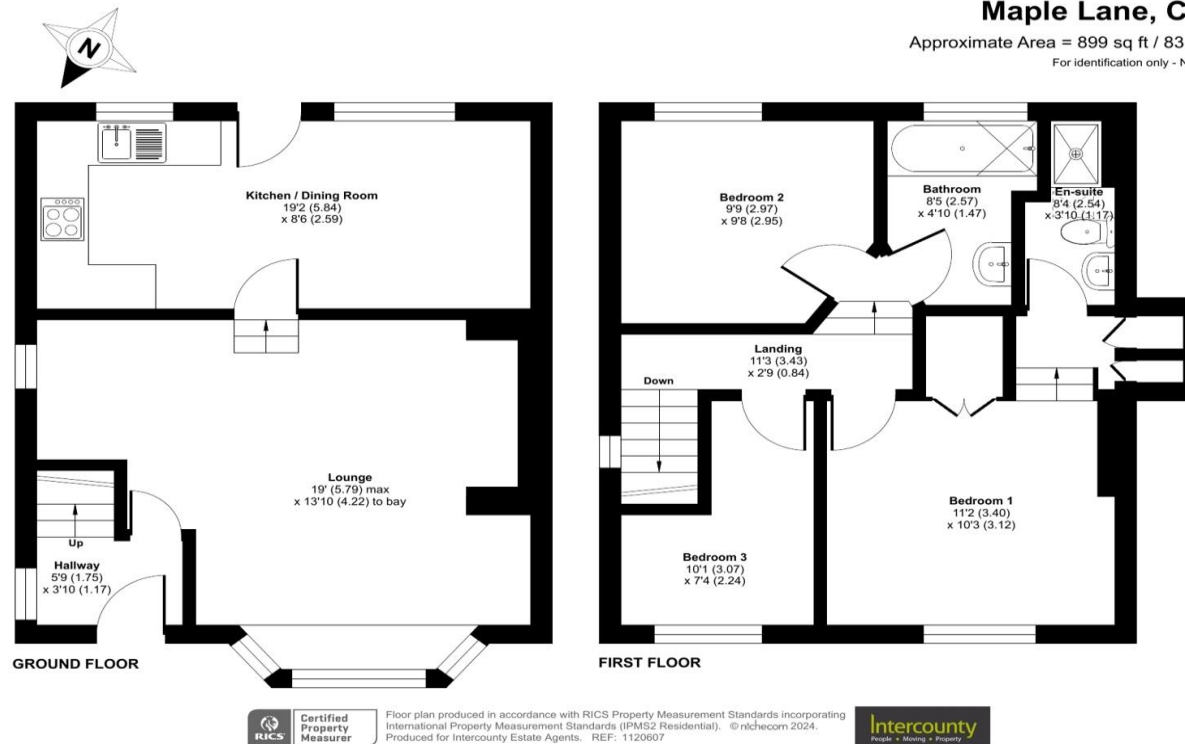 Maple Lane, C
Approximate Area = 899 sq ft / 83
For identification only - N
N
Kitchen / Dining Room
19'2 (5.84)
x 8'6 (2.59)
Lounge
19' (5.79) max
x 13'10 (4.22) to bay
Up
Hallway
5'9 (1.75)
x 3'10 (1.17)
GROUND FLOOR
Bedroom 2
9'9 (2.97)
x 9'8 (2.95)
Bathroom
8'5 (2.57)
x 4'10 (1.47)
En-suite
8'4 (2.54)
x 3'10 (1.17)
Landing
11'3 (3.43)
x 2'9 (0.84)
Down
Bedroom 1
11'2 (3.40)
x 10'3 (3.12)
Bedroom 3
10'1 (3.07)
x 7'4 (2.24)
FIRST FLOOR
RICS
Certified
Property
Measurer
Floor plan produced in accordance with RICS Property Measurement Standards incorporating
International Property Measurement Standards (IPMS2 Residential). © nichecom 2024.
Produced for Intercounty Estate Agents. REF: 1120607
Intercounty
People • Moving • Property